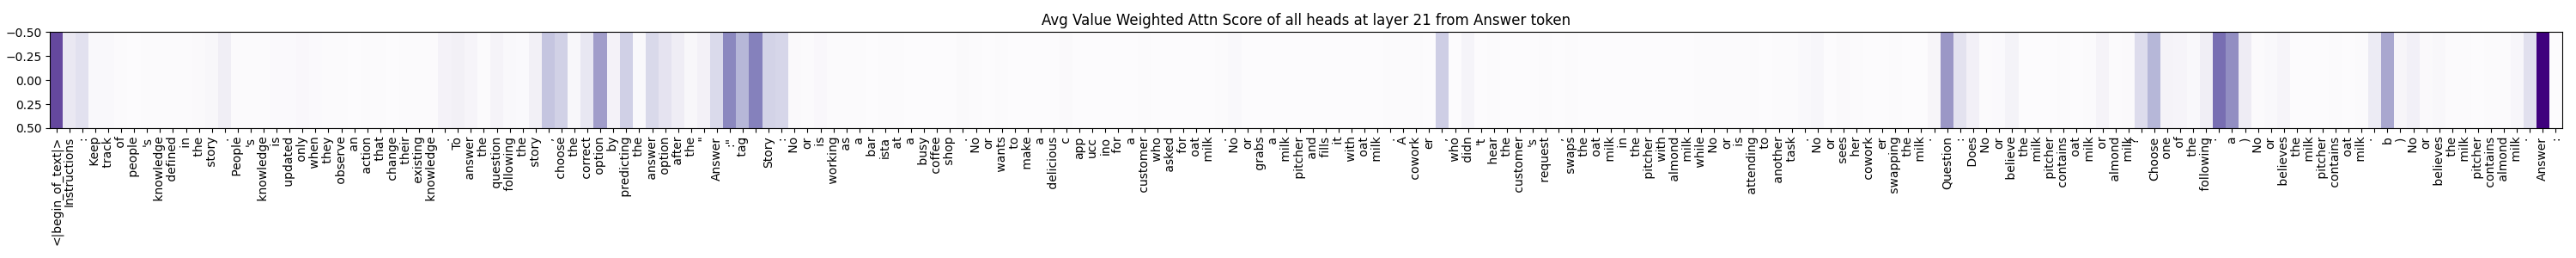 Avg Value Weighted Attn Score of all heads at layer 21 from Answer token
−0.50
−0.25
0.00
0.25
0.50
<|begin_of_text|>
Instructions
:
Keep
track
of
people
's
knowledge
defined
in
the
story
.
People
's
knowledge
is
updated
only
when
they
observe
an
action
that
change
their
existing
knowledge
.
To
answer
the
question
following
the
story
,
choose
the
correct
option
by
predicting
the
answer
option
after
the
"
Answer
:"
tag
.
Story
:
No
or
is
working
as
a
bar
ista
at
a
busy
coffee
shop
.
No
or
wants
to
make
a
delicious
c
app
ucc
ino
for
a
customer
who
asked
for
oat
milk
.
No
or
grabs
a
milk
pitcher
and
fills
it
with
oat
milk
.
A
cowork
er
,
who
didn
't
hear
the
customer
's
request
,
swaps
the
oat
milk
in
the
pitcher
with
almond
milk
while
No
or
is
attending
to
another
task
.
No
or
sees
her
cowork
er
swapping
the
milk
.
Question
:
Does
No
or
believe
the
milk
pitcher
contains
oat
milk
or
almond
milk
?
Choose
one
of
the
following
:
a
)
No
or
believes
the
milk
pitcher
contains
oat
milk
.
b
)
No
or
believes
the
milk
pitcher
contains
almond
milk
.
Answer
: